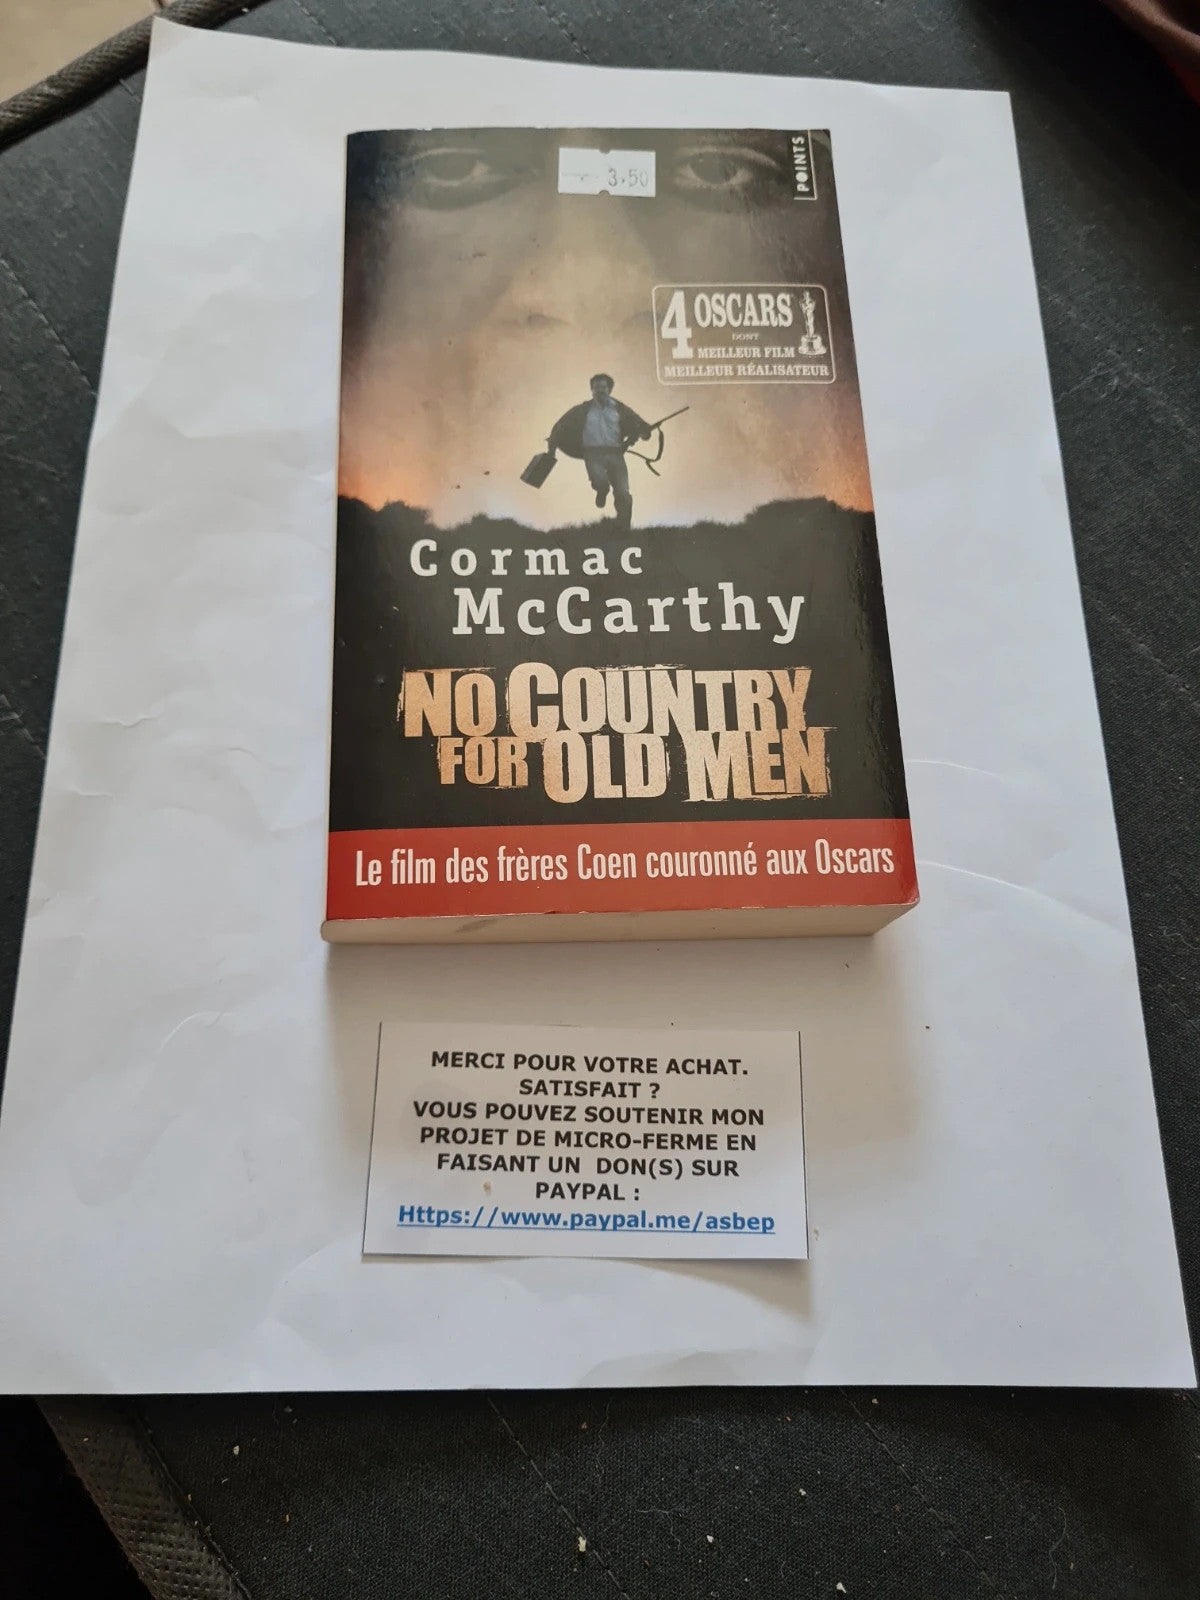 3.50
POINTS
4 OSCARS
DONT
MEILLEUR FILM
MEILLEUR RÉALISATEUR
Cormac
McCarthy
NO COUNTRY
FOR OLD MEN
Le film des frères Coen couronné aux Oscars
MERCI POUR VOTRE ACHAT.
SATISFAIT ?
VOUS POUVEZ SOUTENIR MON
PROJET DE MICRO-FERME EN
FAISANT UN DON(S) SUR
PAYPAL :
Https://www.paypal.me/asbep